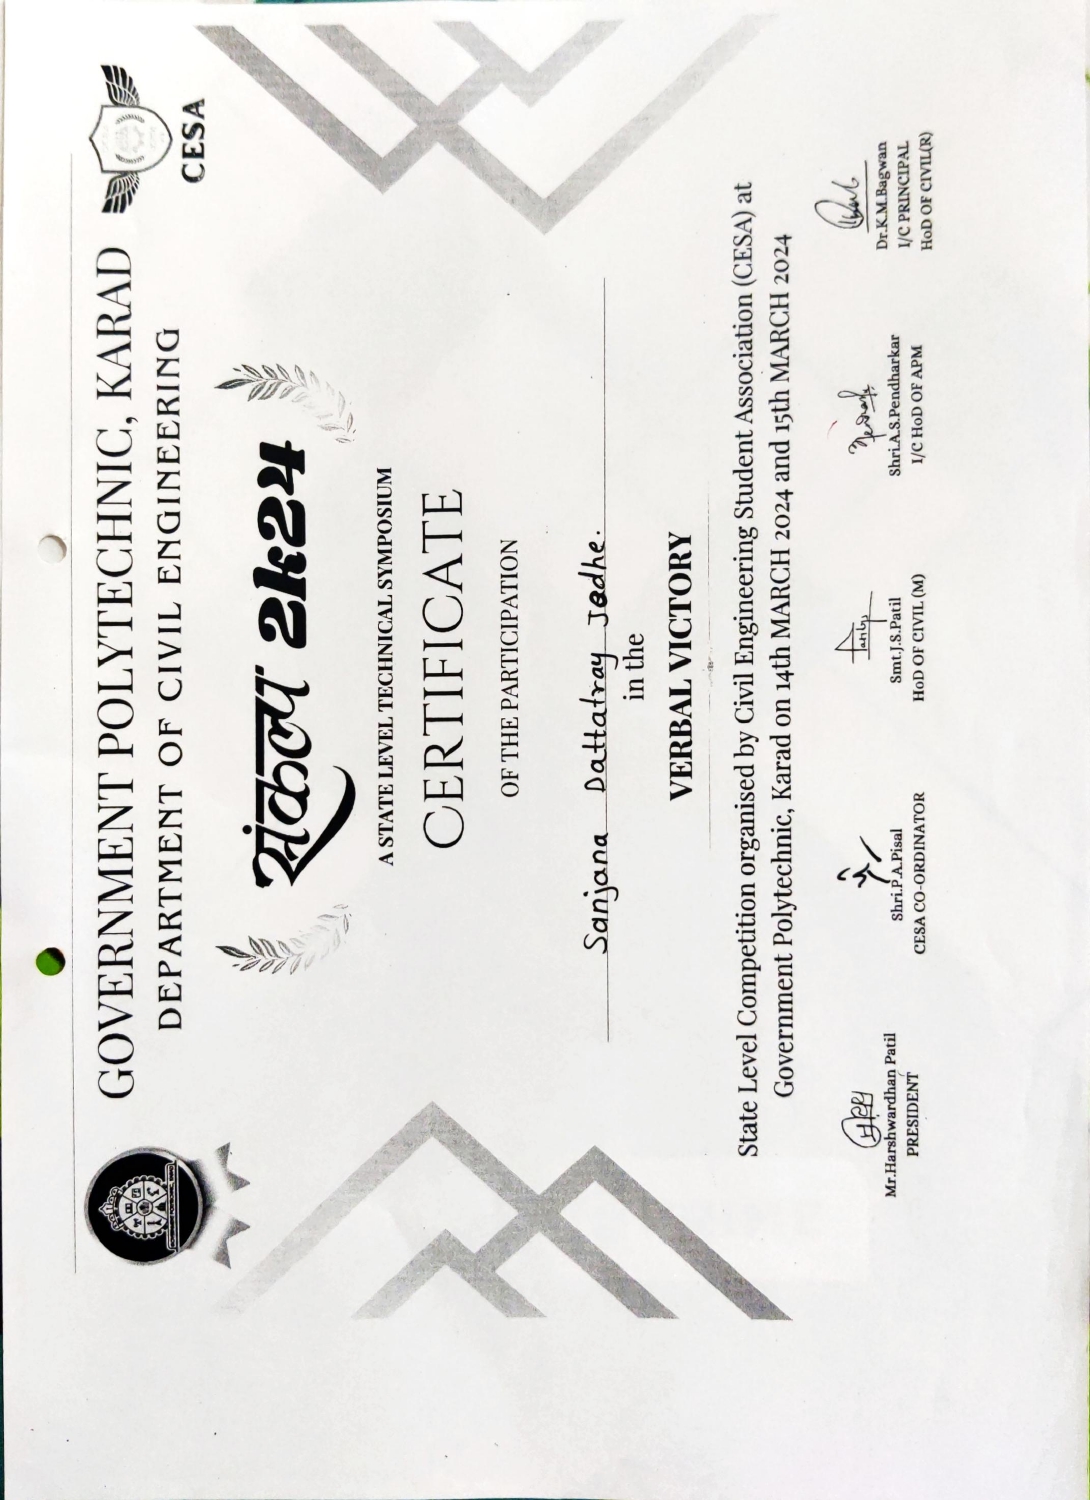 GOVERNMENT POLYTECHNIC, KARAD
DEPARTMENT OF CIVIL ENGINEERING
CESA
संकल्प 2k24
A STATE LEVEL TECHNICAL SYMPOSIUM
CERTIFICATE
OF THE PARTICIPATION
Sanjana Dattatray Jedhe.
in the
VERBAL VICTORY
State Level Competition organised by Civil Engineering Student Association (CESA) at
Government Polytechnic, Karad on 14th MARCH 2024 and 15th MARCH 2024
Mr.Harshwardhan Patil
PRESIDENT
Shri.P.A.Pisal
CESA CO-ORDINATOR
Smt.J.S.Patil
HoD OF CIVIL (M)
Shri.A.S.Pendharkar
I/C HoD OF APM
Dr.K.M.Bagwan
I/C PRINCIPAL
HoD OF CIVIL(R)